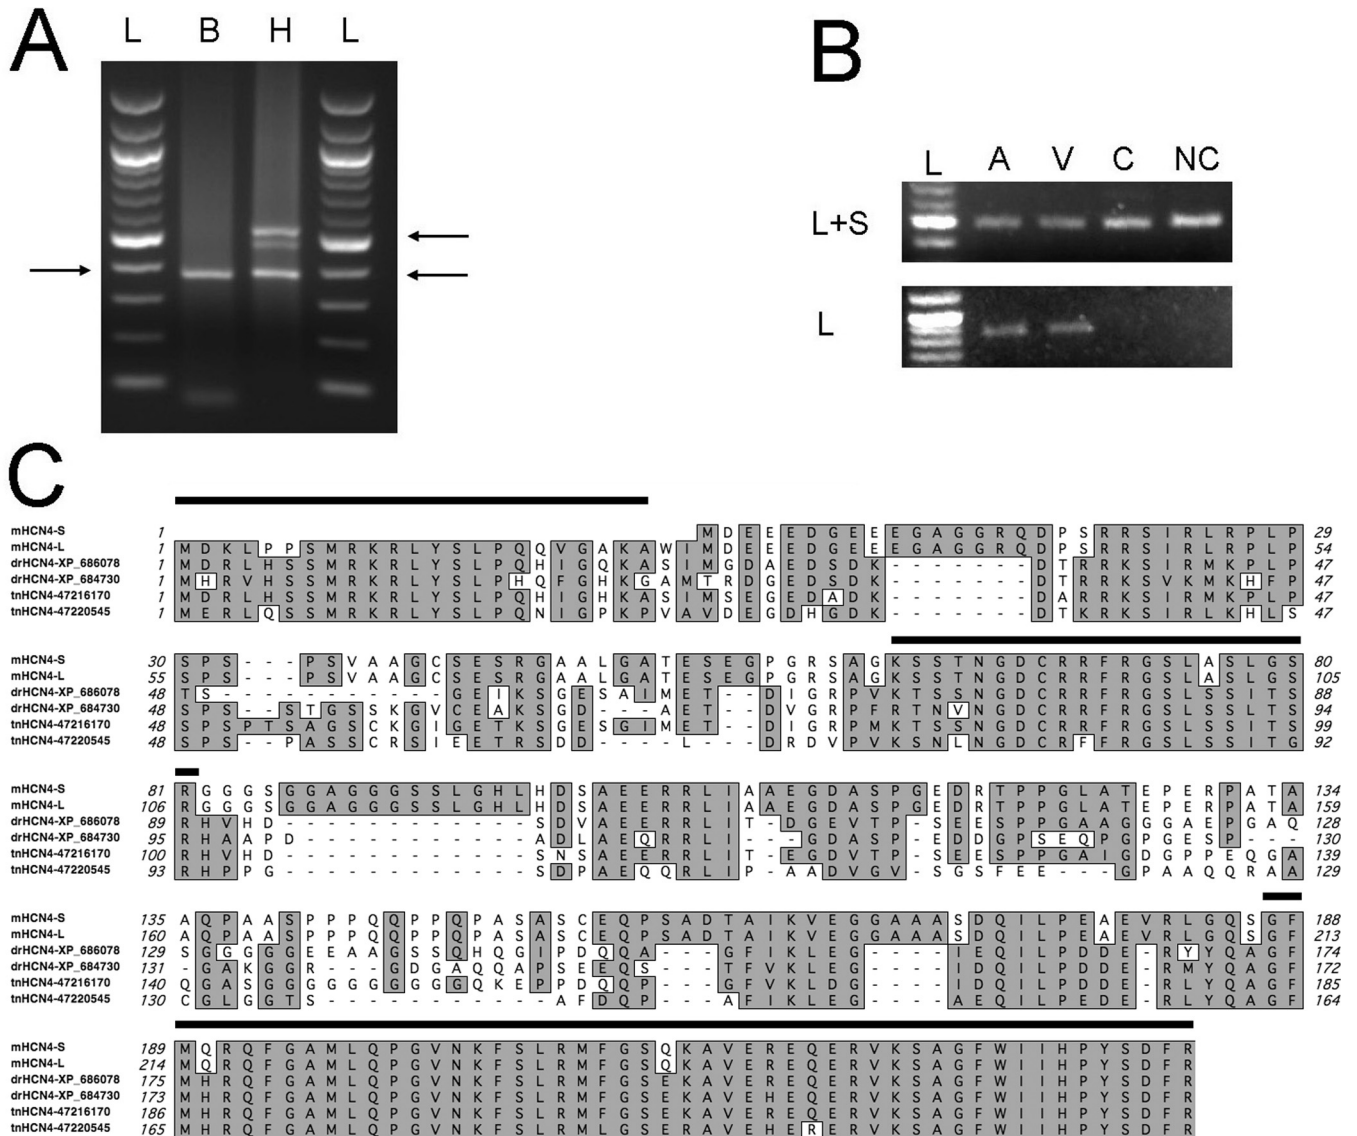 A
L B H L
B
L A V C NC
L+S
L
C
mHCN4-S 1 M D E E E D G E E E G A G G R Q D P S R R S I R L R P L P 29
mHCN4-L 1 M D K L P P S M R K R L Y S L P Q Q V G A K A W I M D E E E D G E E E G A G G R Q D P S R R S I R L R P L P 54
drHCN4-XP_686078 1 M D R L H S S M R K R L Y S L P Q H I G Q K A S I M G D A E D S D K - - - - - - - D T R R K S I R M K P L P 47
drHCN4-XP_684730 1 M H R V H S S M R K R L Y S L P H Q F G H K G A M T R D G E D S D K - - - - - - - D T R R K S V K M K H F P 47
tnHCN4-47216170 1 M D R L H S S M R K R L Y S L P Q H I G H K A S I M S E G E D A D K - - - - - - - D A R R K S I R M K P L P 47
tnHCN4-47220545 1 M E R L Q S S M R K R L Y S L P Q N I G P K P V A V D E G D H G D K - - - - - - - D T K R K S I R L K H L S 47
mHCN4-S 30 S P S - - - P S V A A G C S E S R G A A L G A T E S E G P G R S A G K S S T N G D C R R F R G S L A S L G S 80
mHCN4-L 55 S P S - - - P S V A A G C S E S R G A A L G A T E S E G P G R S A G K S S T N G D C R R F R G S L A S L G S 105
drHCN4-XP_686078 48 T S - - - - - - - - - - - G E I K S G E S A I M E T - - D I G R P V K T S S N G D C R R F R G S L S S I T S 88
drHCN4-XP_684730 48 S P S - - S T G S S K G V C E A K S G D - - - A E T - - D V G R P F R T N V N G D C R R F R G S L S S L T S 94
tnHCN4-47216170 48 S P S P T S A G S C K G I G E T K S G E S G I M E T - - D I G R P M K T S S N G D C R R F R G S L S S L T S 99
tnHCN4-47220545 48 S P S - - P A S S C R S I E E T R S D D - - - - L - - - D R D V P V K S N L N G D C R F F R G S L S S I T G 92
mHCN4-S 81 R G G G S G G A G G G S S L G H L H D S A E E R R L I A A E G D A S P G E D R T P P G L A T E P E R P A T A 134
mHCN4-L 106 R G G G S G G A G G G S S L G H L H D S A E E R R L I A A E G D A S P G E D R T P P G L A T E P E R P A T A 159
drHCN4-XP_686078 89 R H V H D - - - - - - - - - - - - S D V A E E R R L I T - D G E V T P - S E E S P P G A A G G G A E P G A Q 128
drHCN4-XP_684730 95 R H A A P D - - - - - - - - - - - A D L A E Q R R L I - - G D A S P - E D D G P S E Q P G P G E S P - - - 130
tnHCN4-47216170 100 R H V H D - - - - - - - - - - - - S N S A E E R R L I T - E G D V T P - S E E S P P G A I G D G P P E Q G A 139
tnHCN4-47220545 93 R H P P G - - - - - - - - - - - - S D P A E Q Q R L I P - A A D V G V - S G S F E E - - - G P A A Q Q R A A 129
mHCN4-S 135 A Q P A A S P P P Q Q P P Q P A S A S C E Q P S A D T A I K V E G G A A A S D Q I L P E A E V R L G Q S G F 188
mHCN4-L 160 A Q P A A S P P P Q Q P P Q P A S A S C E Q P S A D T A I K V E G G A A A S D Q I L P E A E V R L G Q S G F 213
drHCN4-XP_686078 129 S G G G G G E E A A G S S Q H Q G I P D Q Q A - - - G F I K L E G - - - - I E Q I L P D D E - R Y Y Q A G F 174
drHCN4-XP_684730 131 - G A K G G R - - - G D G A Q Q A P S E E Q S - - - T F V K L E G - - - - I D Q I L P D D E - R M Y Q A G F 172
tnHCN4-47216170 140 Q G A S G G G G G G G G G G Q K E P P D Q Q P - - - G F V K L D G - - - - I D Q I L P D D E - R L Y Q A G F 185
tnHCN4-47220545 130 C G L G G T S - - - - - - - - - - - A F D Q P - - - A F I K L E G - - - - A E Q I L P E D E - R L Y Q A G F 164
mHCN4-S 189 M Q R Q F G A M L Q P G V N K F S L R M F G S Q K A V E R E Q E R V K S A G F W I I H P Y S D F R
mHCN4-L 214 M Q R Q F G A M L Q P G V N K F S L R M F G S Q K A V E R E Q E R V K S A G F W I I H P Y S D F R
drHCN4-XP_686078 175 M H R Q F G A M L Q P G V N K F S L R M F G S E K A V E R E Q E R V K S A G F W I I H P Y S D F R
drHCN4-XP_684730 173 M H R Q F G A M L Q P G V N K F S L R M F G S E K A V E H E Q E R V K S A G F W I I H P Y S D F R
tnHCN4-47216170 186 M H R Q F G A M L Q P G V N K F S L R M F G S E K A V E R E Q E R V K S A G F W I I H P Y S D F R
tnHCN4-47220545 165 M H R Q F G A M L Q P G V N K F S L R M F G S E R A V E H E R E R V K S A G F W I I H P Y S D F R